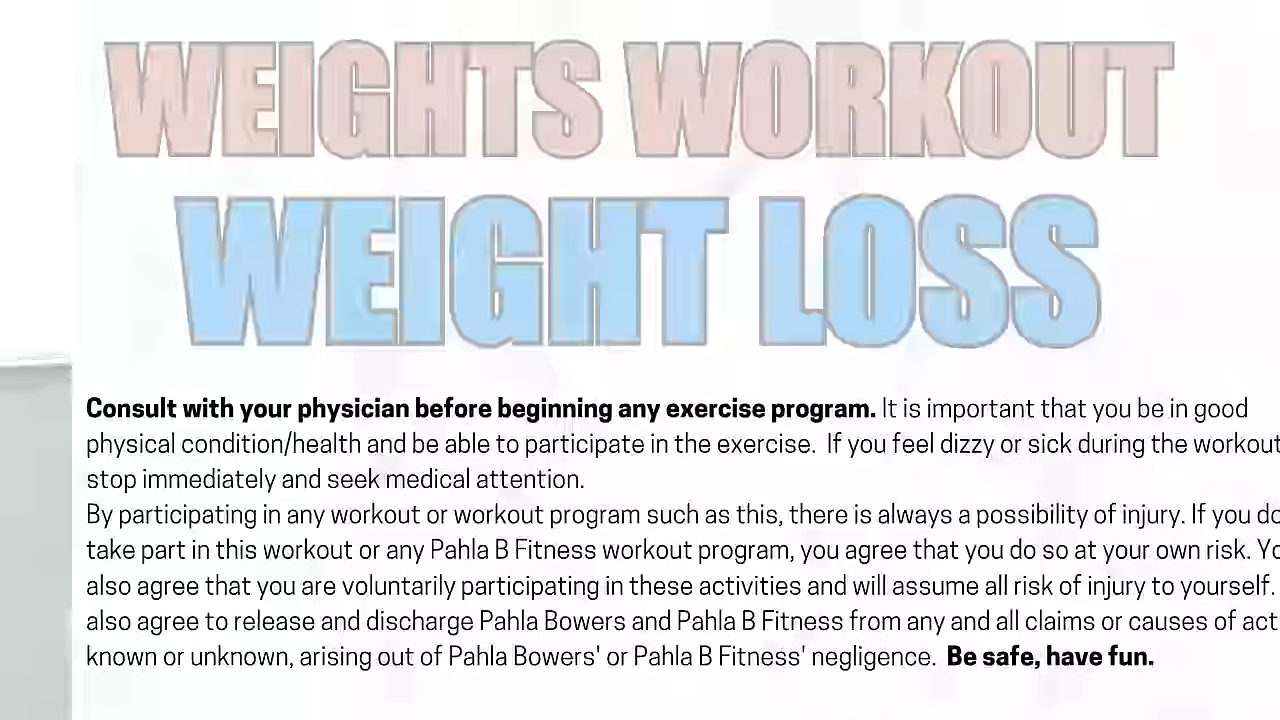 WEIGHTS WORKOUT
WEIGHT LOSS
Consult with your physician before beginning any exercise program. It is important that you be in good
physical condition/health and be able to participate in the exercise.  If you feel dizzy or sick during the workout
stop immediately and seek medical attention.
By participating in any workout or workout program such as this, there is always a possibility of injury. If you do
take part in this workout or any Pahla B Fitness workout program, you agree that you do so at your own risk.
also agree that you are voluntarily participating in these activities and will assume all risk of injury to yourself.
also agree to release and discharge Pahla Bowers and Pahla B Fitness from any and all claims or causes of
known or unknown, arising out of Pahla Bowers' or Pahla B Fitness' negligence.  Be safe, have fun.